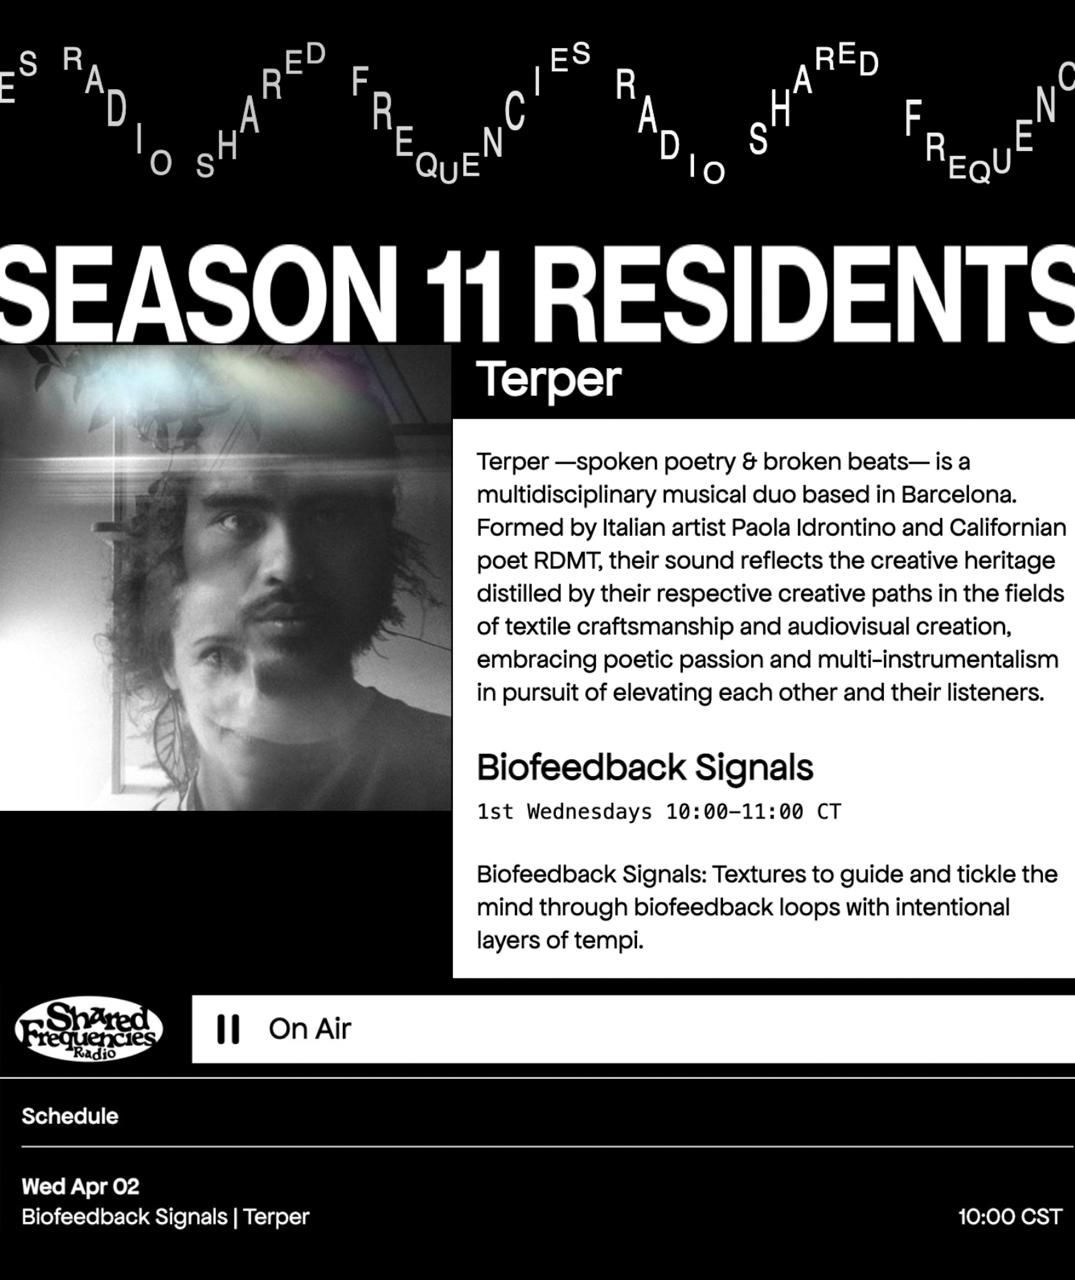 ES RADIO SHARED FREQUENCIES RADIO SHARED FREQUENC
SEASON 11 RESIDENTS
Terper
Terper —spoken poetry & broken beats— is a
multidisciplinary musical duo based in Barcelona.
Formed by Italian artist Paola Idrontino and Californian
poet RDMT, their sound reflects the creative heritage
distilled by their respective creative paths in the fields
of textile craftsmanship and audiovisual creation,
embracing poetic passion and multi-instrumentalism
in pursuit of elevating each other and their listeners.
Biofeedback Signals
1st Wednesdays 10:00–11:00 CT
Biofeedback Signals: Textures to guide and tickle the
mind through biofeedback loops with intentional
layers of tempi.
Shared
Frequencies
Radio
On Air
Schedule
Wed Apr 02
Biofeedback Signals | Terper 10:00 CST